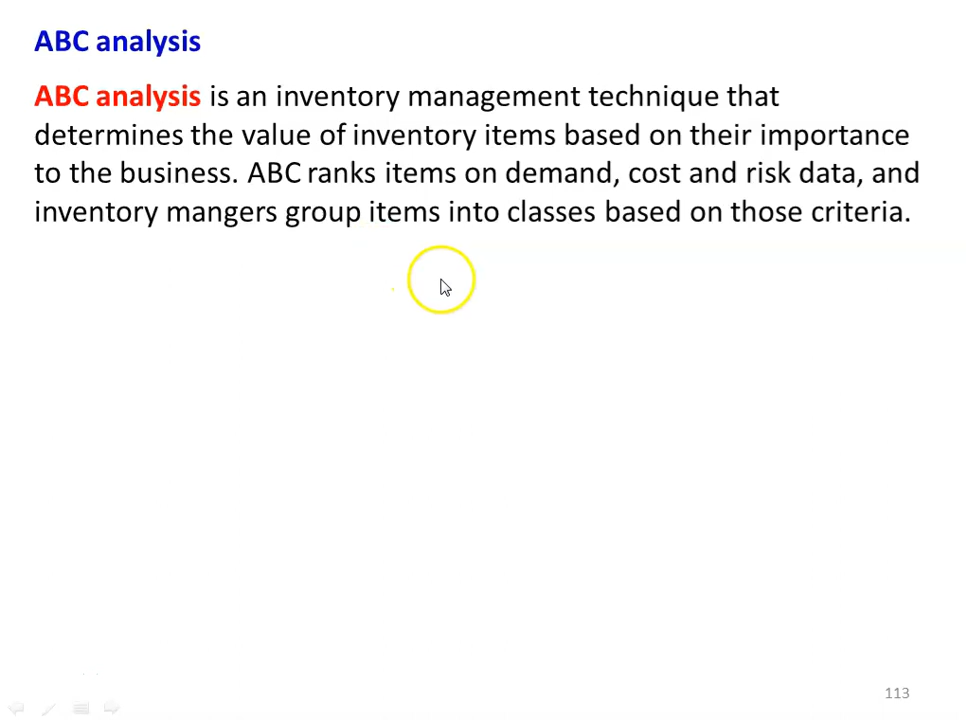 ABC analysis
ABC analysis is an inventory management technique that
determines the value of inventory items based on their importance
to the business. ABC ranks items on demand, cost and risk data, and
inventory mangers group items into classes based on those criteria.
113